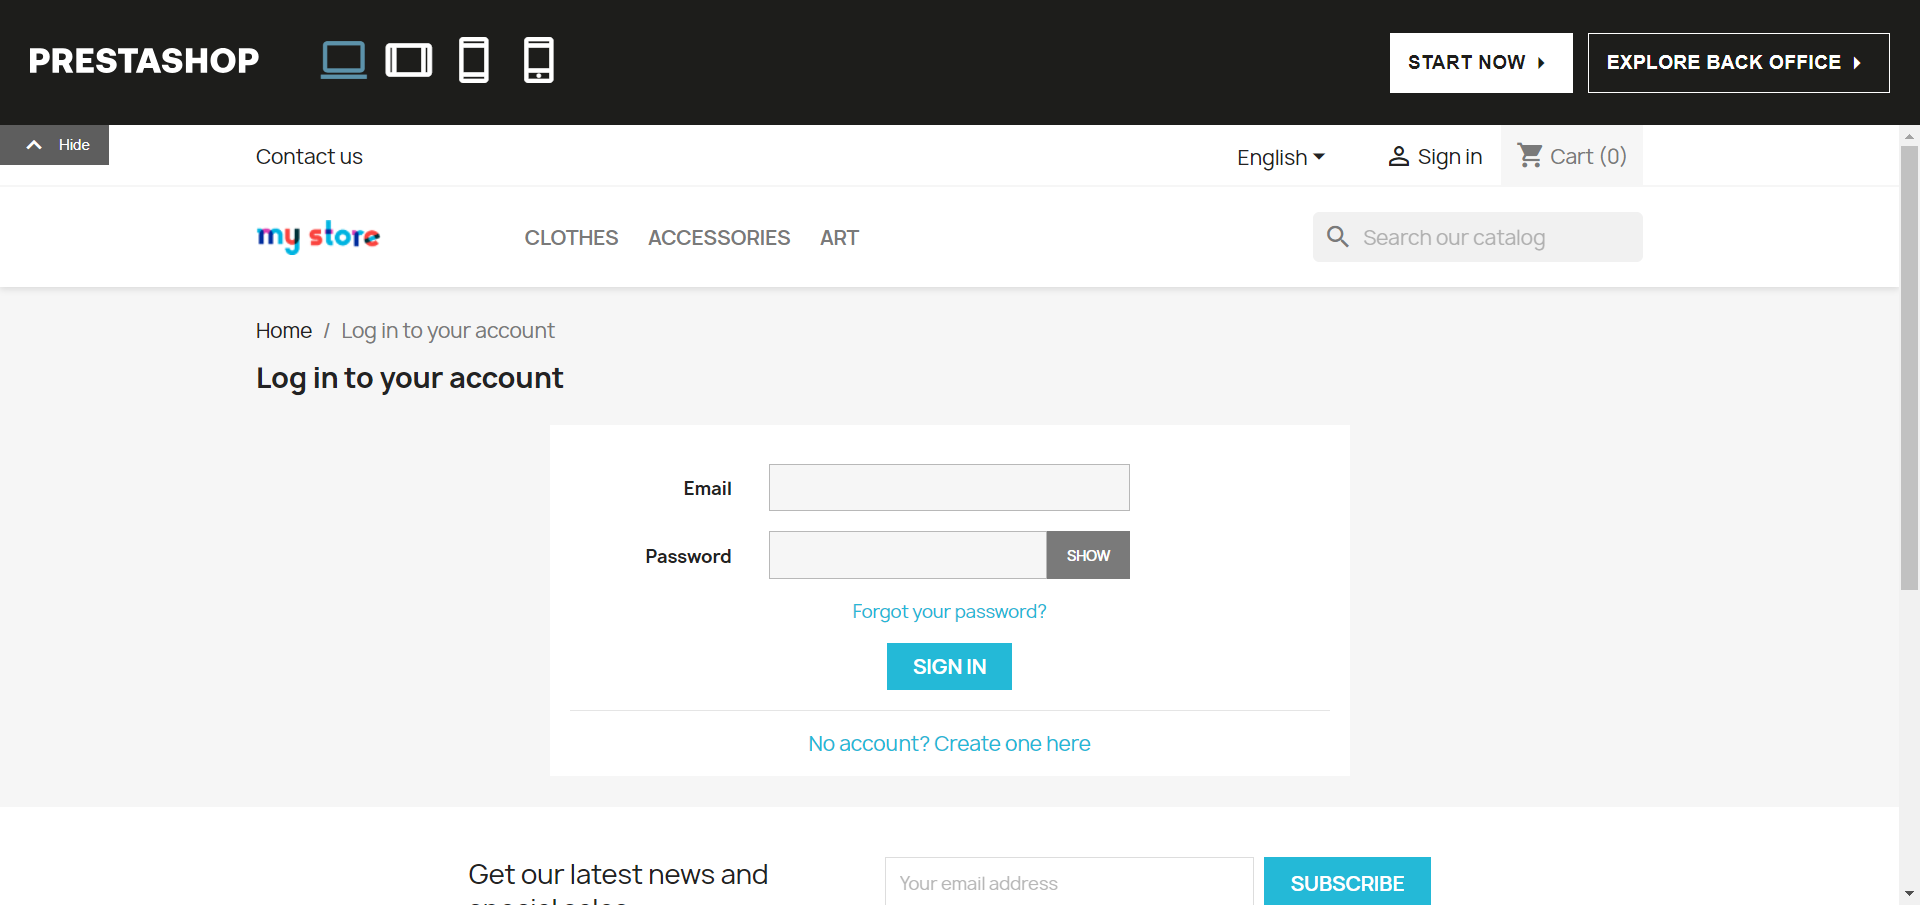 PRESTASHOP
START NOW
EXPLORE BACK OFFICE
Hide
Contact us
English
Sign in
Cart (0)
my store
CLOTHES
ACCESSORIES
ART
Search our catalog
Home / Log in to your account
Log in to your account
Email
Password
SHOW
Forgot your password?
SIGN IN
No account? Create one here
Get our latest news and
special sales
Your email address
SUBSCRIBE